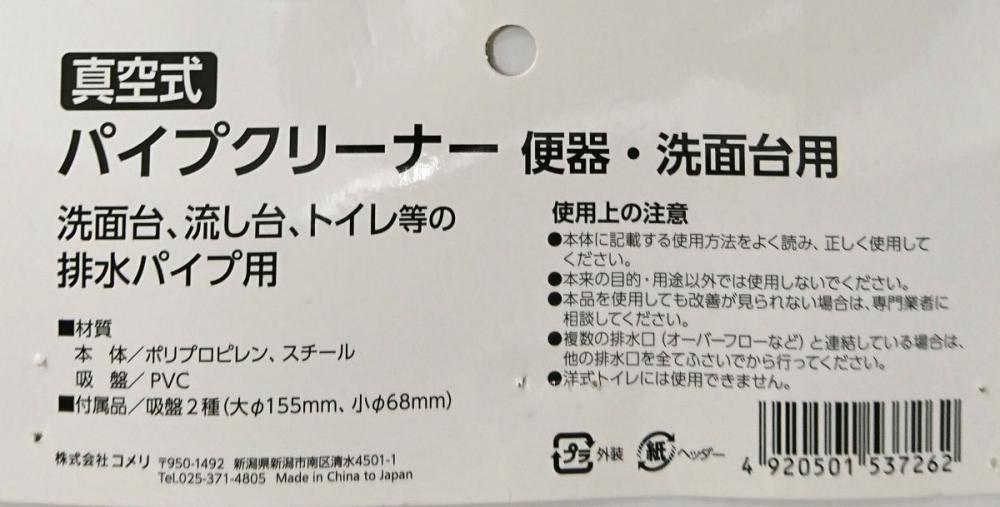 真空式
パイプクリーナー 便器・洗面台用
洗面台、流し台、トイレ等の
排水パイプ用
■材質
本 体/ポリプロピレン、スチール
吸 盤/PVC
■付属品/吸盤2種(大φ155mm、小φ68mm)
株式会社 コメリ 〒950-1492 新潟県新潟市南区清水4501-1
Tel.025-371-4805 Made in China to Japan
使用上の注意
●本体に記載する使用方法をよく読み、正しく使用して
ください。
●本来の目的・用途以外では使用しないでください。
●本品を使用しても改善が見られない場合は、専門業者に
相談してください。
●複数の排水口(オーバーフローなど)と連結している場合は、
他の排水口を全てふさいでから行ってください。
●洋式トイレには使用できません。
プラ 外装 紙 ヘッダー
4 920501 537262